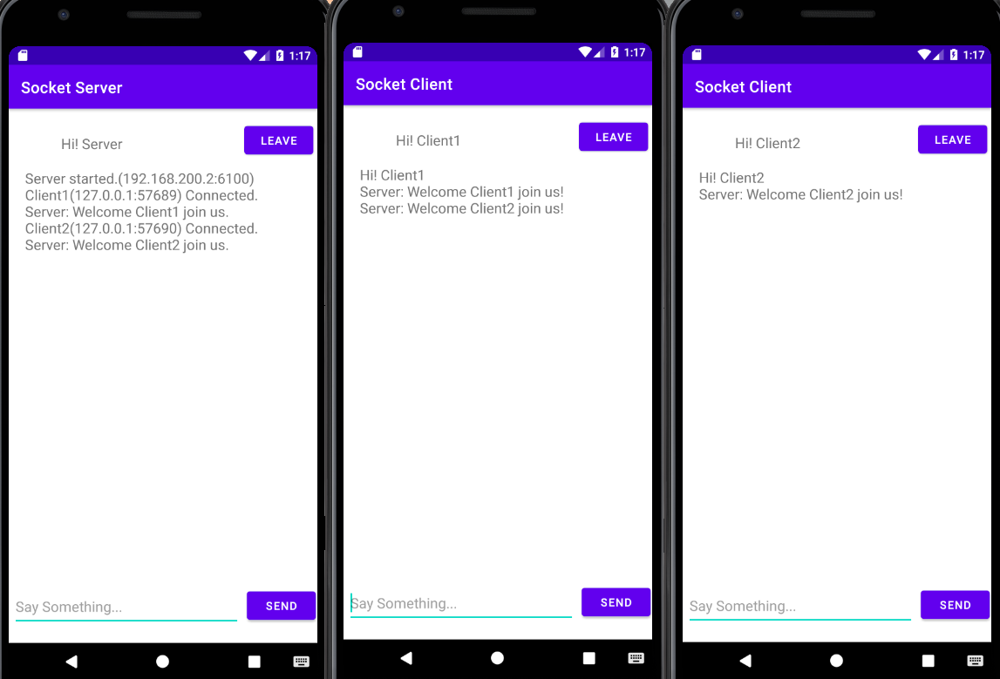 1:17
Socket Server
Hi! Server
LEAVE
Server started.(192.168.200.2:6100)
Client1(127.0.0.1:57689) Connected.
Server: Welcome Client1 join us.
Client2(127.0.0.1:57690) Connected.
Server: Welcome Client2 join us.
Say Something...
SEND
1:17
Socket Client
Hi! Client1
LEAVE
Hi! Client1
Server: Welcome Client1 join us!
Server: Welcome Client2 join us!
Say Something...
SEND
1:17
Socket Client
Hi! Client2
LEAVE
Hi! Client2
Server: Welcome Client2 join us!
Say Something...
SEND